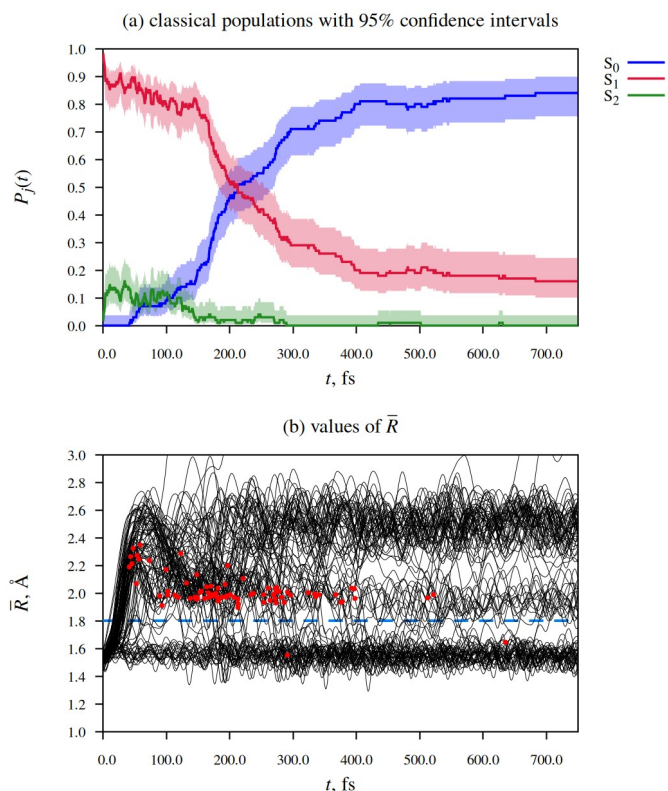 (a) classical populations with 95% confidence intervals
1.0
0.9
0.8
0.7
0.6
0.5
0.4
0.3
0.2
0.1
0.0
P_j(t)
0.0 100.0 200.0 300.0 400.0 500.0 600.0 700.0
t, fs
S₀
S₁
S₂
(b) values of R̅
3.0
2.8
2.6
2.4
2.2
2.0
1.8
1.6
1.4
1.2
1.0
R̅, Å
0.0 100.0 200.0 300.0 400.0 500.0 600.0 700.0
t, fs